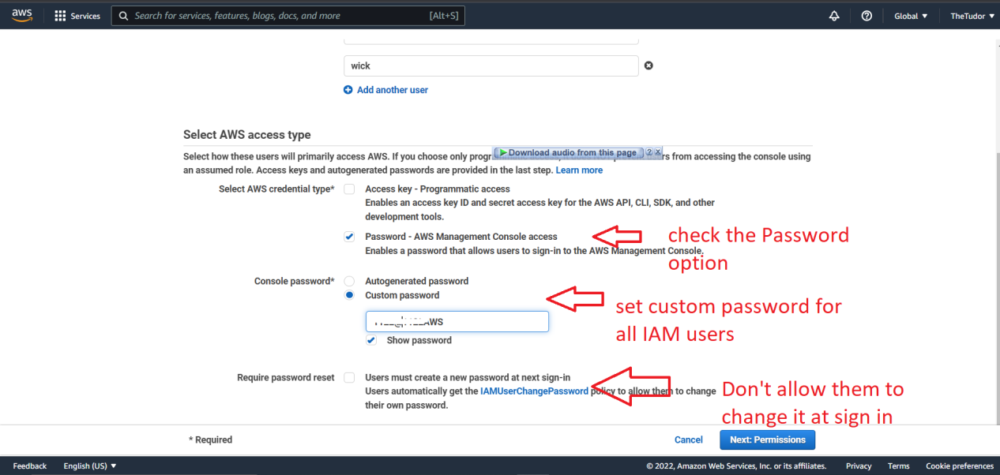 aws Services Search for services, features, blogs, docs, and more [Alt+S] Global ▼ TheTudor ▼
wick
Add another user
Select AWS access type
Download audio from this page ? x
Select how these users will primarily access AWS. If you choose only users from accessing the console using
an assumed role. Access keys and autogenerated passwords are provided in the last step. Learn more
Select AWS credential type* Access key - Programmatic access
Enables an access key ID and secret access key for the AWS API, CLI, SDK, and other
development tools.
Password - AWS Management Console access
Enables a password that allows users to sign-in to the AWS Management Console.
check the Password
option
Console password* Autogenerated password
Custom password
set custom password for
all IAM users
AWS
Show password
Require password reset Users must create a new password at next sign-in
Users automatically get the IAMUserChangePassword policy to allow them to change
their own password.
Don't allow them to
change it at sign in
* Required Cancel Next: Permissions
Feedback English (US) ▼ © 2022, Amazon Web Services, Inc. or its affiliates. Privacy Terms Cookie preferences